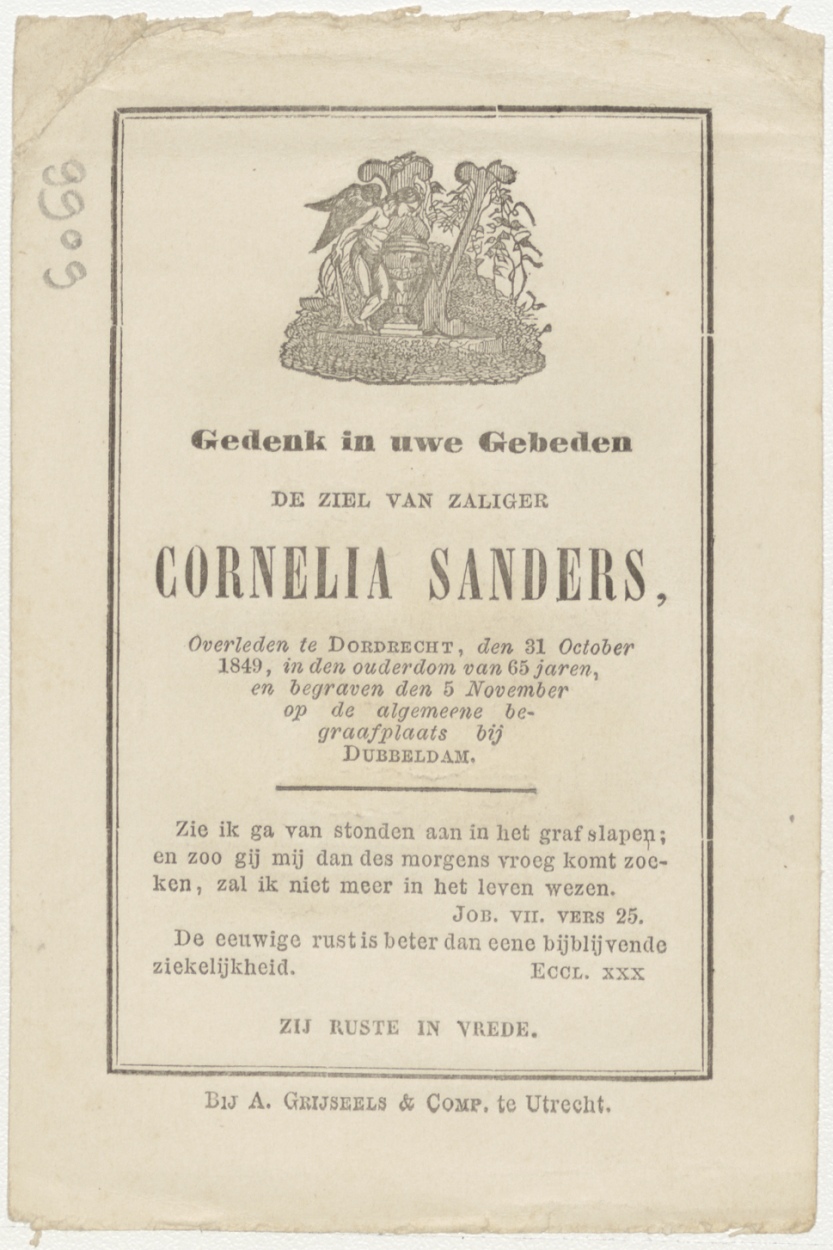 9909
Gedenk in uwe Gebeden
DE ZIEL VAN ZALIGER
CORNELIA SANDERS,
Overleden te DORDRECHT, den 31 October
1849, in den ouderdom van 65 jaren,
en begraven den 5 November
op de algemeene be-
graafplaats bij
DUBBELDAM.
Zie ik ga van stonden aan in het graf slapen;
en zoo gij mij dan des morgens vroeg komt zoe-
ken, zal ik niet meer in het leven wezen.
JOB. VII. VERS 25.
De eeuwige rust is beter dan eene bijblijvende
ziekelijkheid. ECCL. XXX
ZIJ RUSTE IN VREDE.
BIJ A. GRIJSEELS & COMP. te Utrecht.